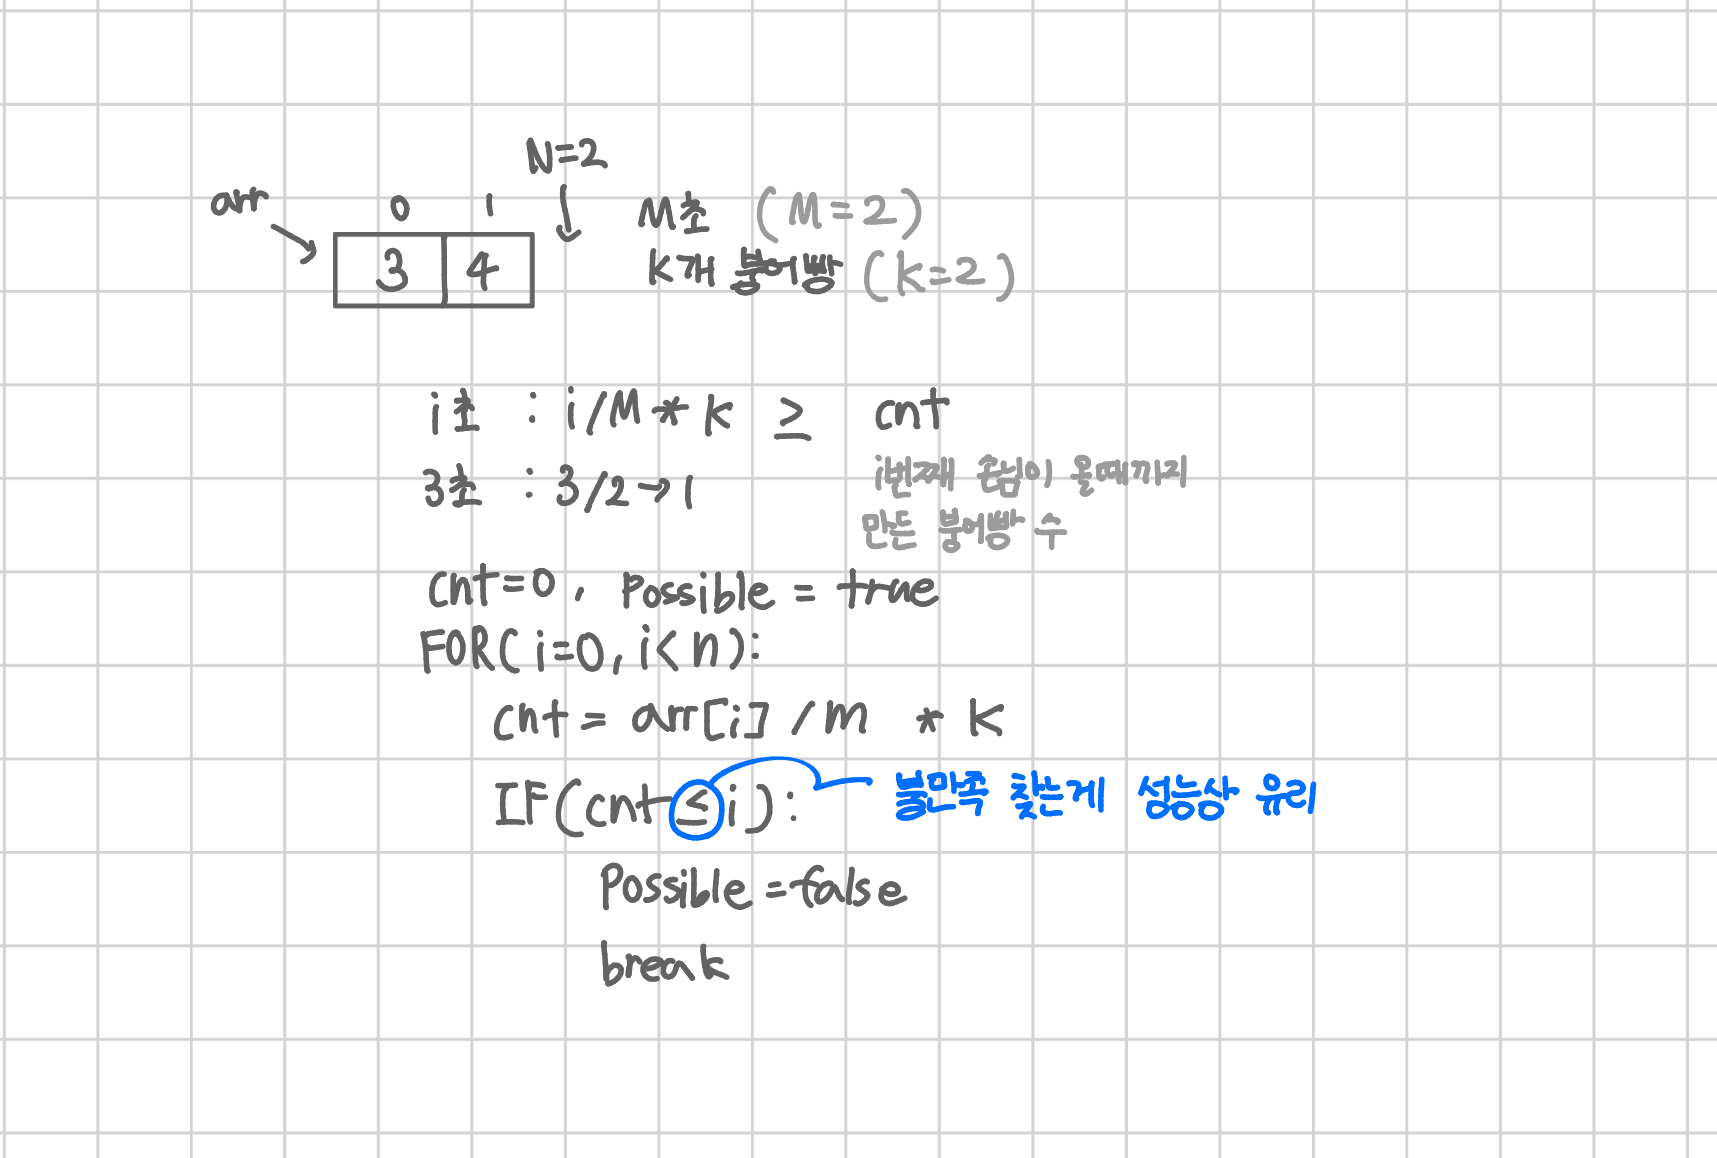 N=2
arr 0 1 M초 (M=2)
3 4 K개 붕어빵 (K=2)
i초 : i/M * K ≥ cnt
3초 : 3/2→1 i번째 손님이 올때까지
만든 붕어빵 수
cnt=0, Possible = true
FOR(i=0, i<n):
cnt = arr[i] /m * K
IF(cnt ≤ i): 불만족 찾는게 성능상 유리
Possible = false
break